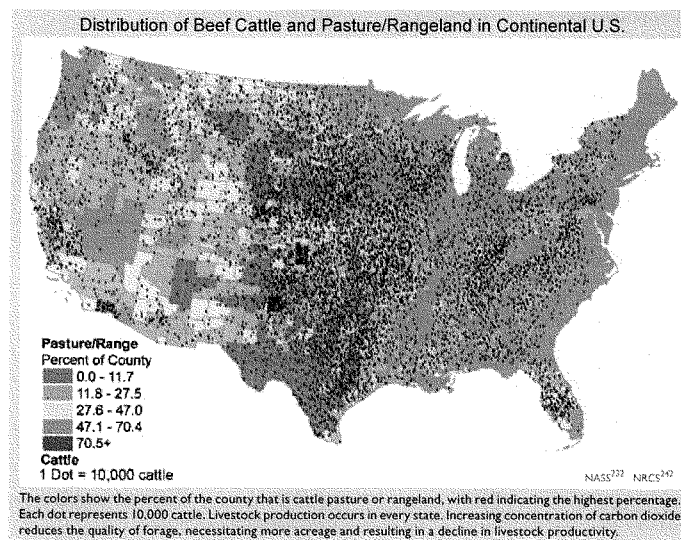 Distribution of Beef Cattle and Pasture/Rangeland in Continental U.S.
Pasture/Range
Percent of County
0.0 - 11.7
11.8 - 27.5
27.6 - 47.0
47.1 - 70.4
70.5+
Cattle
1 Dot = 10,000 cattle
NASS232 NRCS242
The colors show the percent of the county that is cattle pasture or rangeland, with red indicating the highest percentage.
Each dot represents 10,000 cattle. Livestock production occurs in every state. Increasing concentration of carbon dioxide
reduces the quality of forage, necessitating more acreage and resulting in a decline in livestock productivity.